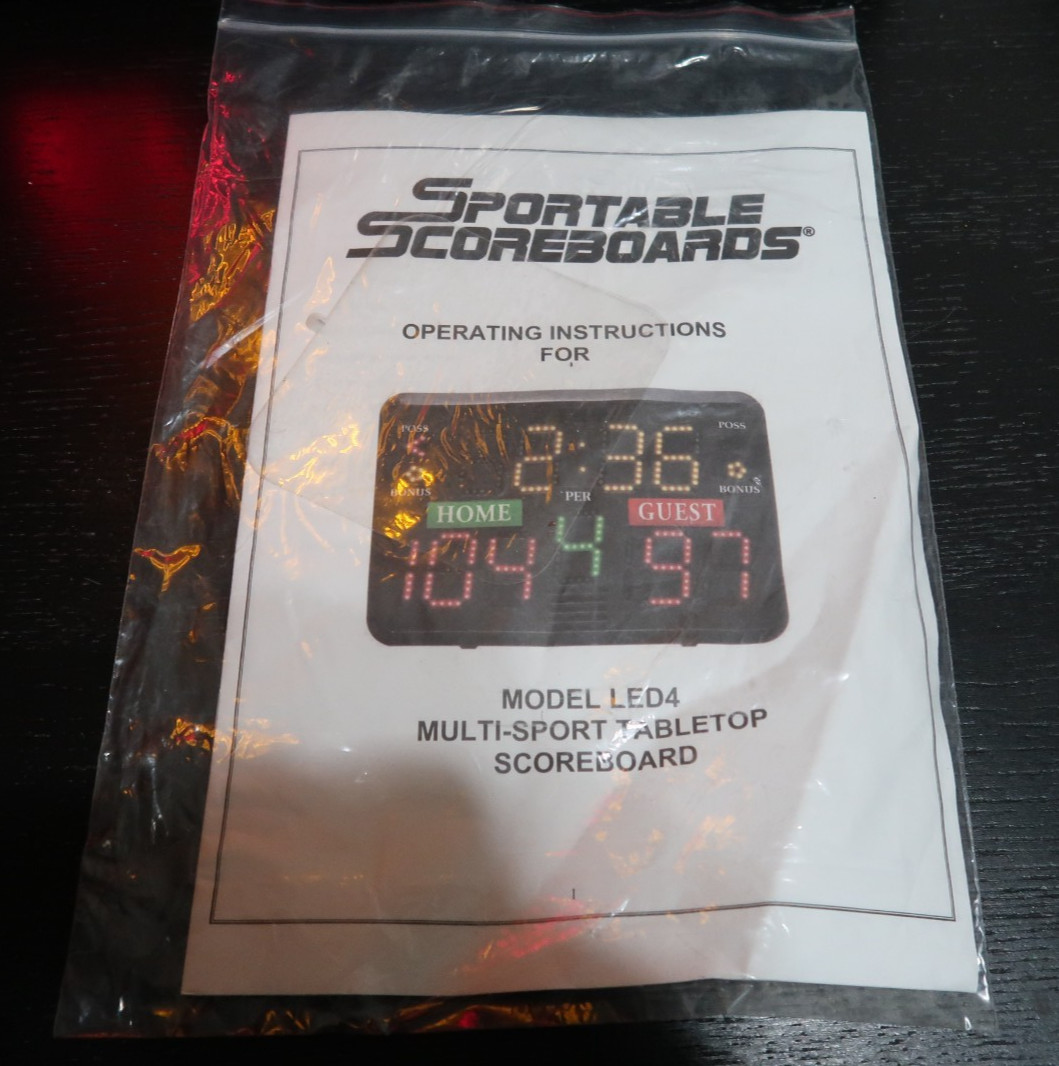 SPORTABLE
SCOREBOARDS®
OPERATING INSTRUCTIONS
FOR
POSS
2:36
POSS
BONUS
PER
BONUS
HOME
GUEST
104
4
97
MODEL LED4
MULTI-SPORT TABLETOP
SCOREBOARD
1